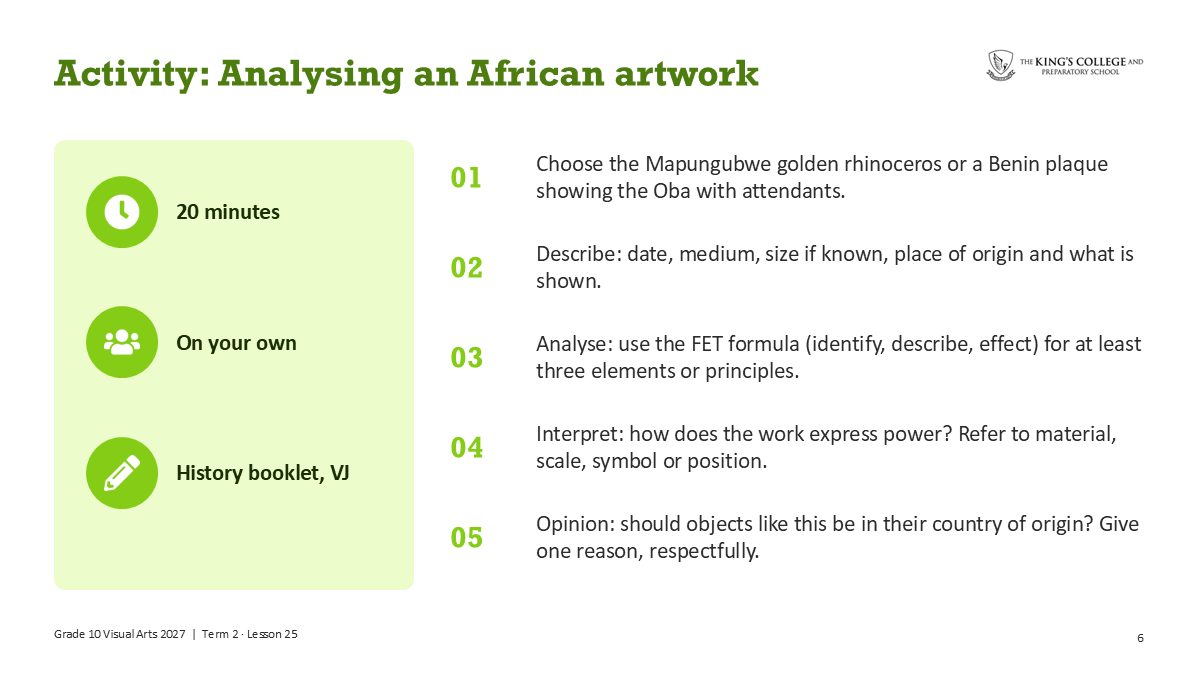 Activity: Analysing an African artwork
THE KING'S COLLEGE AND
PREPARATORY SCHOOL
20 minutes
On your own
History booklet, VJ
01
Choose the Mapungubwe golden rhinoceros or a Benin plaque
showing the Oba with attendants.
02
Describe: date, medium, size if known, place of origin and what is
shown.
03
Analyse: use the FET formula (identify, describe, effect) for at least
three elements or principles.
04
Interpret: how does the work express power? Refer to material,
scale, symbol or position.
05
Opinion: should objects like this be in their country of origin? Give
one reason, respectfully.
Grade 10 Visual Arts 2027 | Term 2 · Lesson 25
6